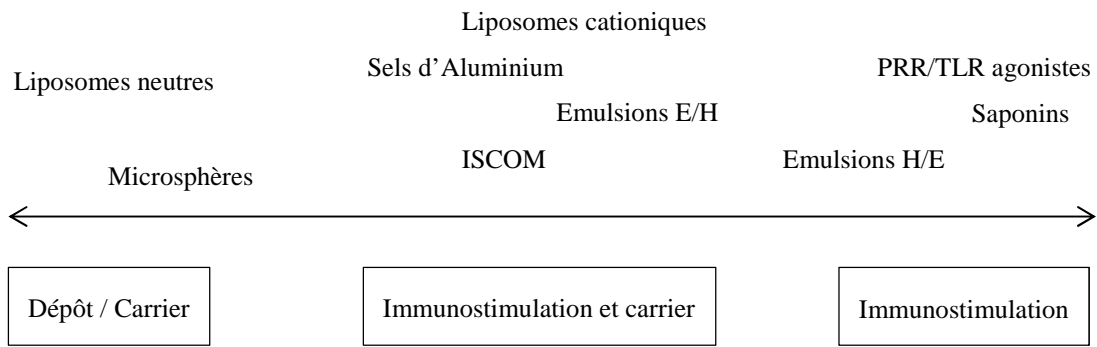 Liposomes cationiques
Sels d'Aluminium
PRR/TLR agonistes
Liposomes neutres
Emulsions E/H
Saponins
ISCOM
Emulsions H/E
Microsphères
Dépôt / Carrier
Immunostimulation et carrier
Immunostimulation